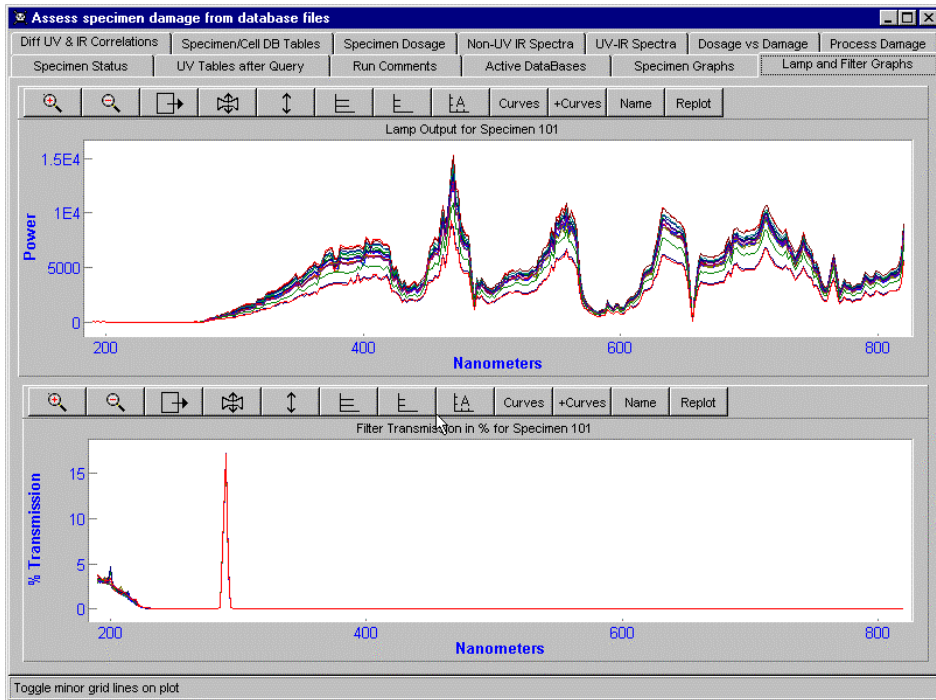 Assess specimen damage from database files
Diff UV & IR Correlations Specimen/Cell DB Tables Specimen Dosage Non-UV IR Spectra UV-IR Spectra Dosage vs Damage Process Damage
Specimen Status UV Tables after Query Run Comments Active DataBases Specimen Graphs Lamp and Filter Graphs
A Curves +Curves Name Replot
Lamp Output for Specimen 101
1.5E4
1E4
5000
0
Power
200 400 600 800
Nanometers
A Curves +Curves Name Replot
Filter Transmission in % for Specimen 101
15
10
5
0
% Transmission
200 400 600 800
Nanometers
Toggle minor grid lines on plot